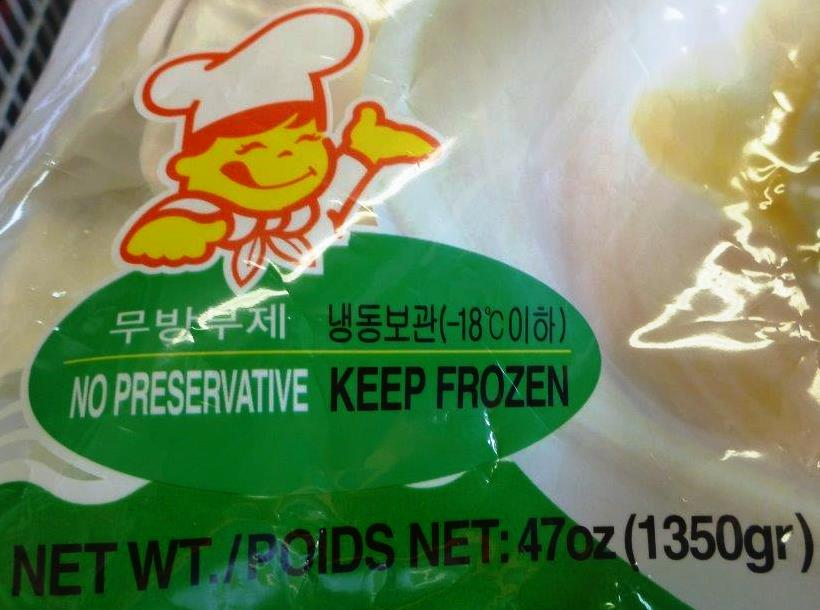 무방부제 냉동보관(-18℃이하)
NO PRESERVATIVE KEEP FROZEN
NET WT./POIDS NET: 47oz (1350gr)